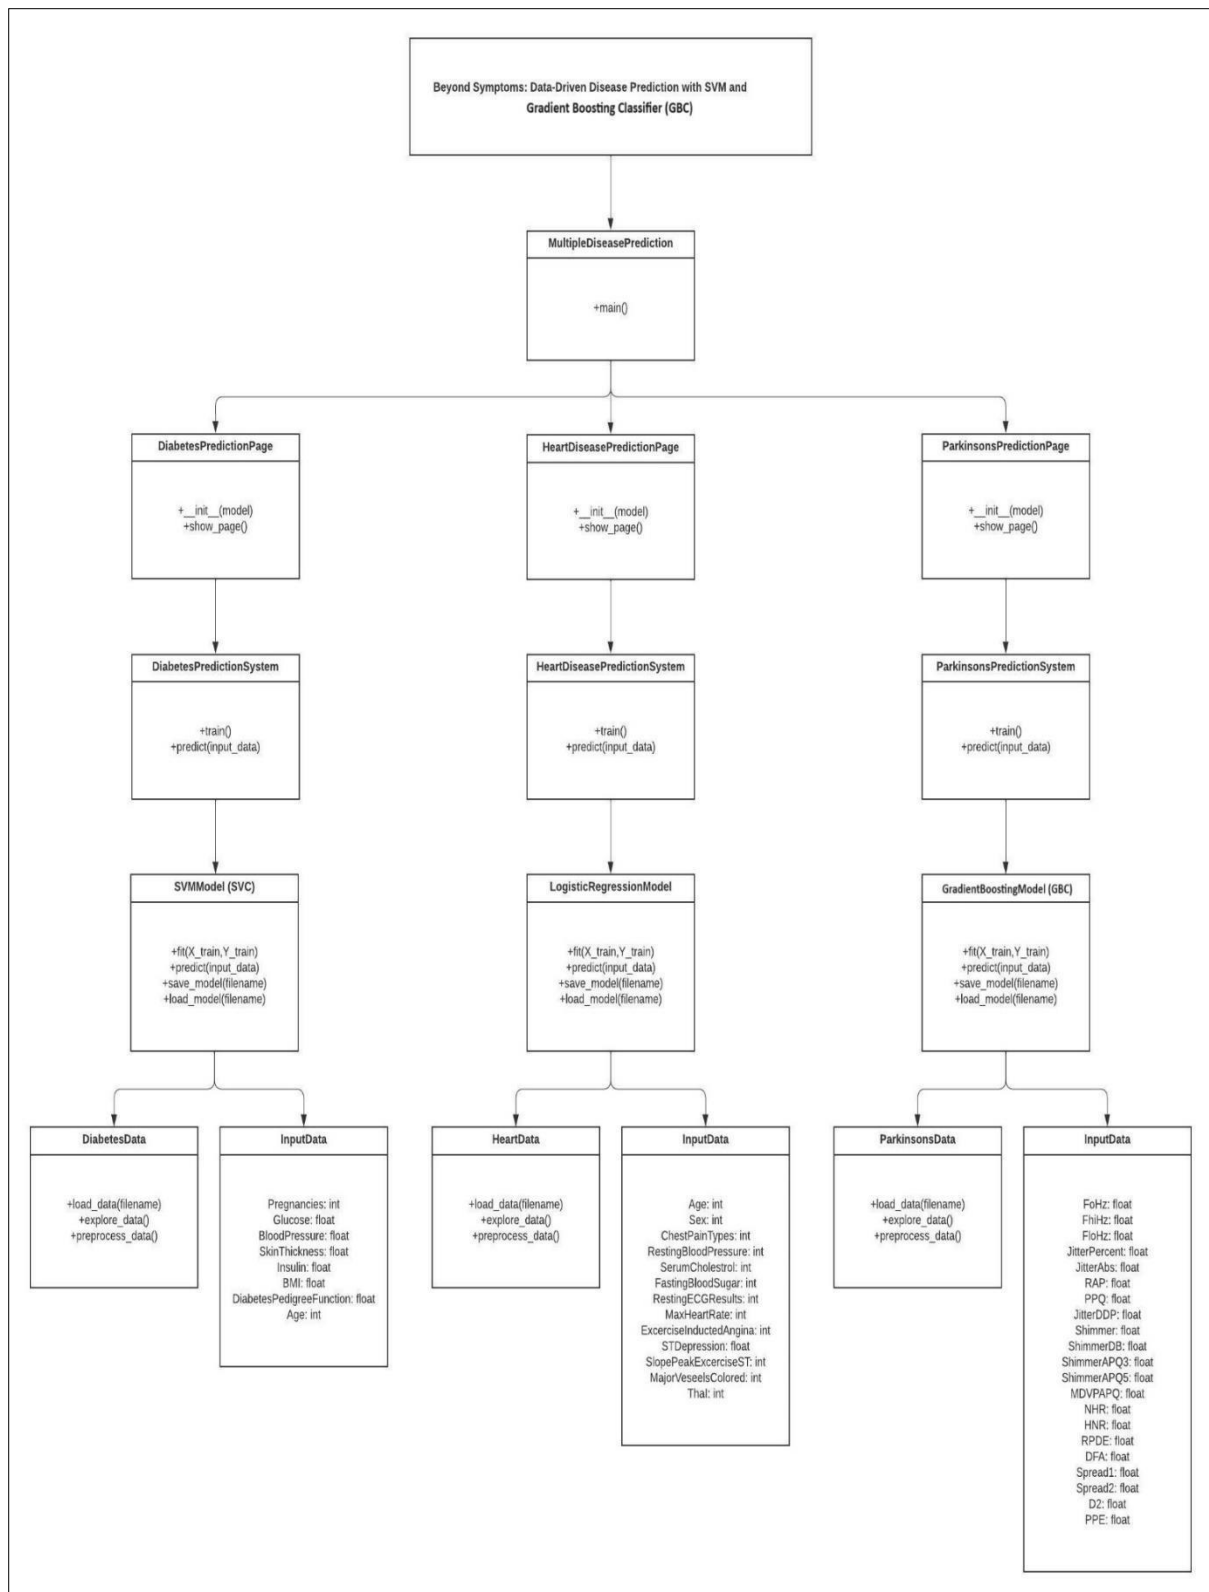 Beyond Symptoms: Data-Driven Disease Prediction with SVM and
Gradient Boosting Classifier (GBC)
MultipleDiseasePrediction
+main()
DiabetesPredictionPage
+__init__(model)
+show_page()
HeartDiseasePredictionPage
+__init__(model)
+show_page()
ParkinsonsPredictionPage
+__init__(model)
+show_page()
DiabetesPredictionSystem
+train()
+predict(input_data)
HeartDiseasePredictionSystem
+train()
+predict(input_data)
ParkinsonsPredictionSystem
+train()
+predict(input_data)
SVMModel (SVC)
+fit(X_train,Y_train)
+predict(input_data)
+save_model(filename)
+load_model(filename)
LogisticRegressionModel
+fit(X_train,Y_train)
+predict(input_data)
+save_model(filename)
+load_model(filename)
GradientBoostingModel (GBC)
+fit(X_train,Y_train)
+predict(input_data)
+save_model(filename)
+load_model(filename)
DiabetesData
+load_data(filename)
+explore_data()
+preprocess_data()
InputData
Pregnancies: int
Glucose: float
BloodPressure: float
SkinThickness: float
Insulin: float
BMI: float
DiabetesPedigreeFunction: float
Age: int
HeartData
+load_data(filename)
+explore_data()
+preprocess_data()
InputData
Age: int
Sex: int
ChestPainTypes: int
RestingBloodPressure: int
SerumCholestrol: int
FastingBloodSugar: int
RestingECGResults: int
MaxHeartRate: int
ExcerciseInductedAngina: int
STDepression: float
SlopePeakExcerciseST: int
MajorVeseelsColored: int
Thal: int
ParkinsonsData
+load_data(filename)
+explore_data()
+preprocess_data()
InputData
FoHz: float
FhiHz: float
FloHz: float
JitterPercent: float
JitterAbs: float
RAP: float
PPQ: float
JitterDDP: float
Shimmer: float
ShimmerDB: float
ShimmerAPQ3: float
ShimmerAPQ5: float
MDVPAPQ: float
NHR: float
HNR: float
RPDE: float
DFA: float
Spread1: float
Spread2: float
D2: float
PPE: float